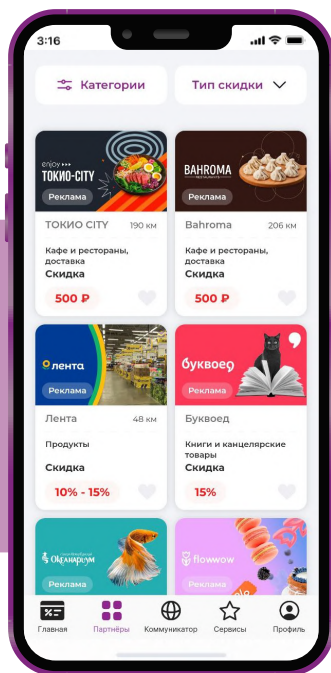 3:16
Категории
Тип скидки
enjoy
ТОКИО-CITY
Реклама
BAHROMA
Реклама
ТОКИО CITY 190 км
Кафе и рестораны,
доставка
Скидка
500 ₽
Bahroma 206 км
Кафе и рестораны,
доставка
Скидка
500 ₽
лента
Реклама
буквоед
Реклама
Лента 48 км
Продукты
Скидка
10% - 15%
Буквоед
Книги и канцелярские
товары
Скидка
15%
ОКЕАНАРИУМ
Реклама
flowwow
Реклама
Главная
Партнёры
Коммуникатор
Сервисы
Профиль